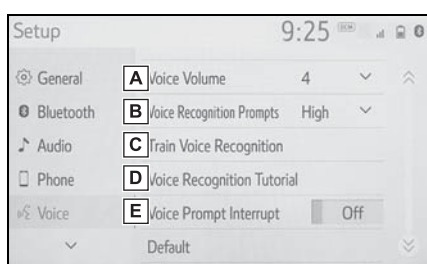 Setup 9:25 DCM
General
A Voice Volume 4
Bluetooth
B Voice Recognition Prompts High
Audio
C Train Voice Recognition
Phone
D Voice Recognition Tutorial
Voice
E Voice Prompt Interrupt Off
Default